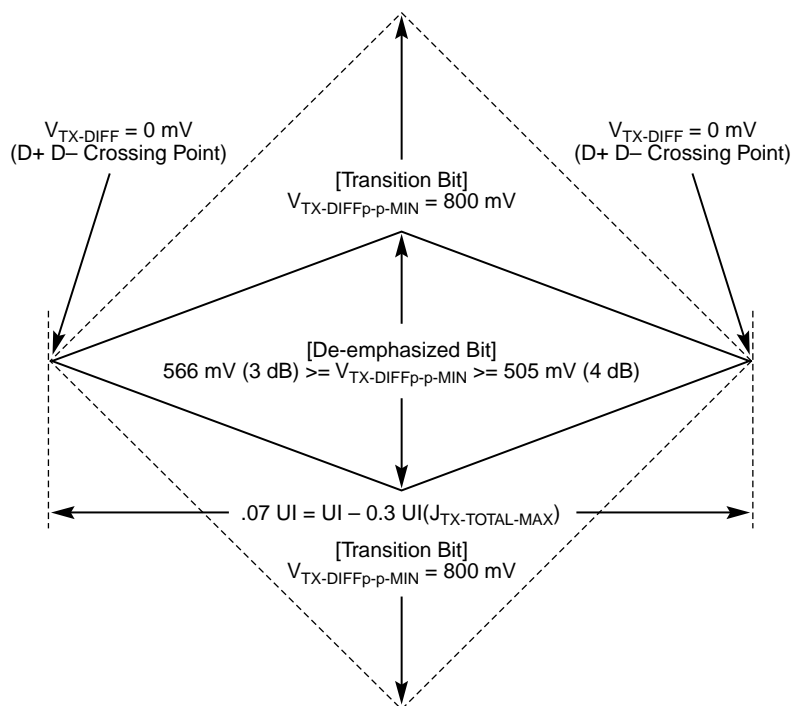 V_TX-DIFF = 0 mV
(D+ D– Crossing Point)
V_TX-DIFF = 0 mV
(D+ D– Crossing Point)
[Transition Bit]
V_TX-DIFFp-p-MIN = 800 mV
[De-emphasized Bit]
566 mV (3 dB) >= V_TX-DIFFp-p-MIN >= 505 mV (4 dB)
.07 UI = UI – 0.3 UI(J_TX-TOTAL-MAX)
[Transition Bit]
V_TX-DIFFp-p-MIN = 800 mV